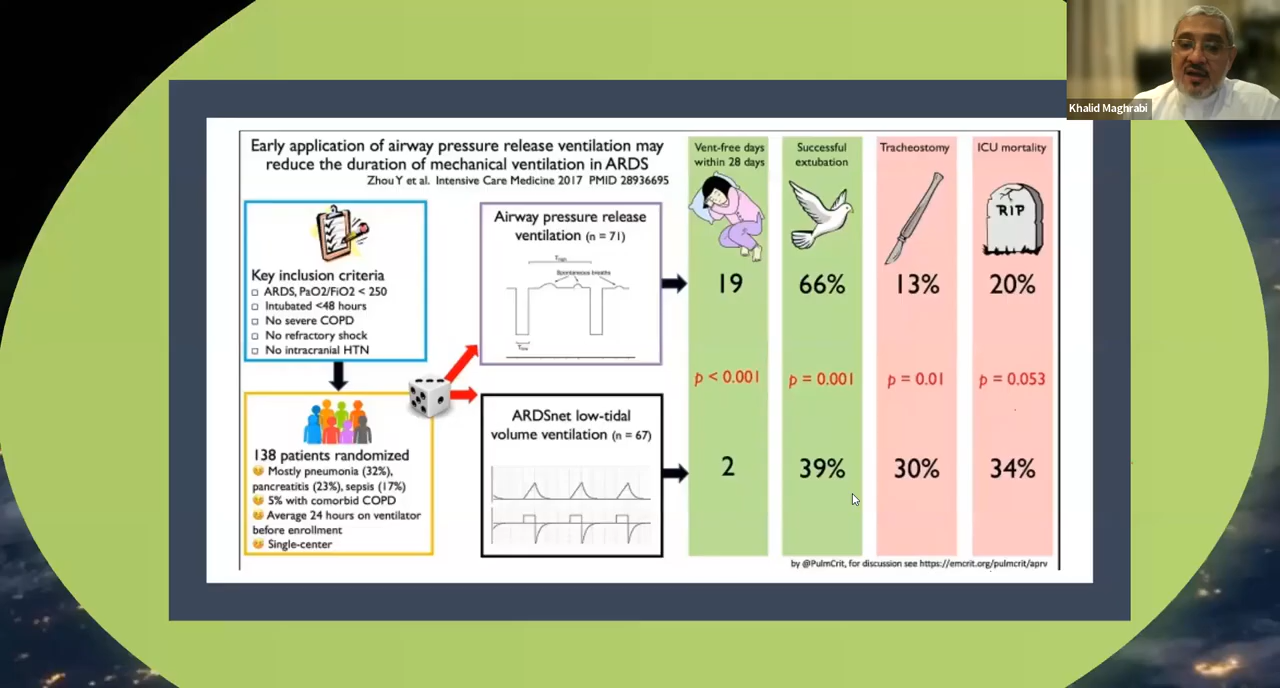 Khalid Maghrabi
Early application of airway pressure release ventilation may
reduce the duration of mechanical ventilation in ARDS
Zhou Y et al. Intensive Care Medicine 2017 PMID 28936695
Key inclusion criteria
□ ARDS, PaO2/FiO2 < 250
□ Intubated <48 hours
□ No severe COPD
□ No refractory shock
□ No intracranial HTN
138 patients randomized
Mostly pneumonia (32%),
pancreatitis (23%), sepsis (17%)
5% with comorbid COPD
Average 24 hours on ventilator
before enrollment
Single-center
Airway pressure release
ventilation (n = 71)
Thigh
Spontaneous breaths
Tlow
ARDSnet low-tidal
volume ventilation (n = 67)
Vent-free days
within 28 days
19
p < 0.001
2
Successful
extubation
66%
p = 0.001
39%
Tracheostomy
13%
p = 0.01
30%
ICU mortality
RIP
20%
p = 0.053
34%
by @PulmCrit, for discussion see https://emcrit.org/pulmcrit/aprv